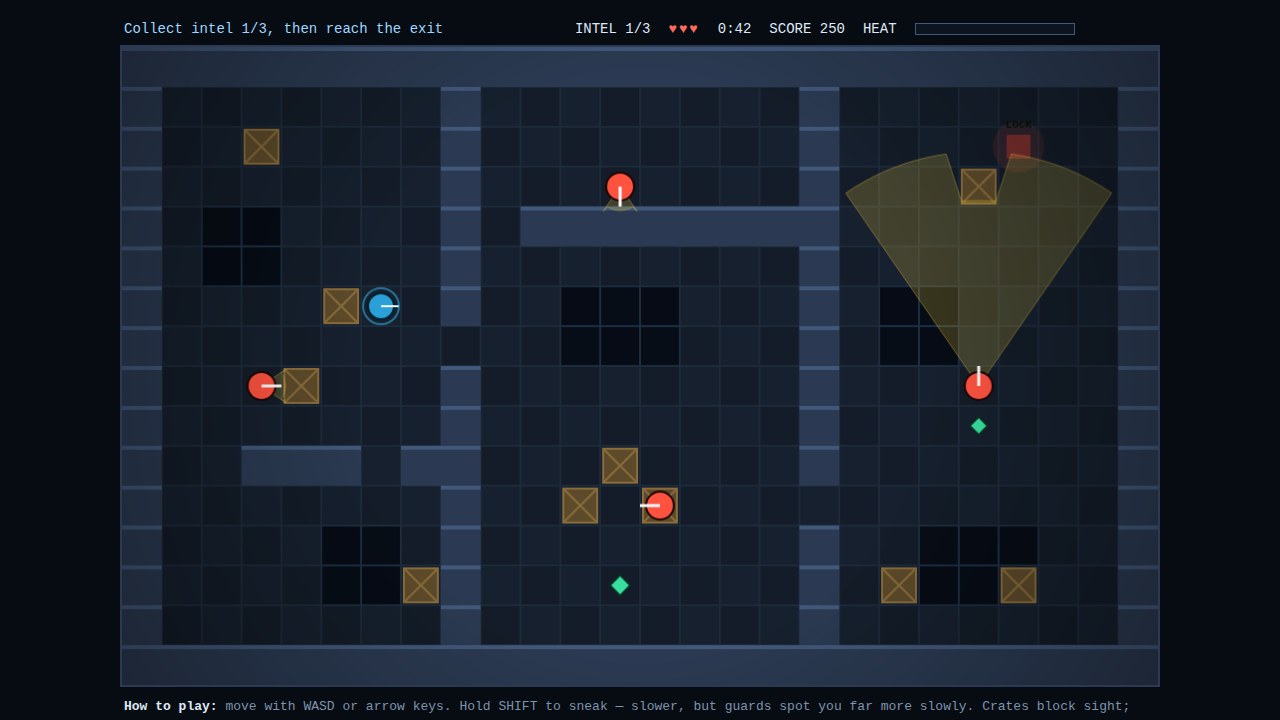 Collect intel 1/3, then reach the exit
INTEL 1/3 ♥♥♥ 0:42 SCORE 250 HEAT
LOCK
How to play: move with WASD or arrow keys. Hold SHIFT to sneak — slower, but guards spot you far more slowly. Crates block sight;